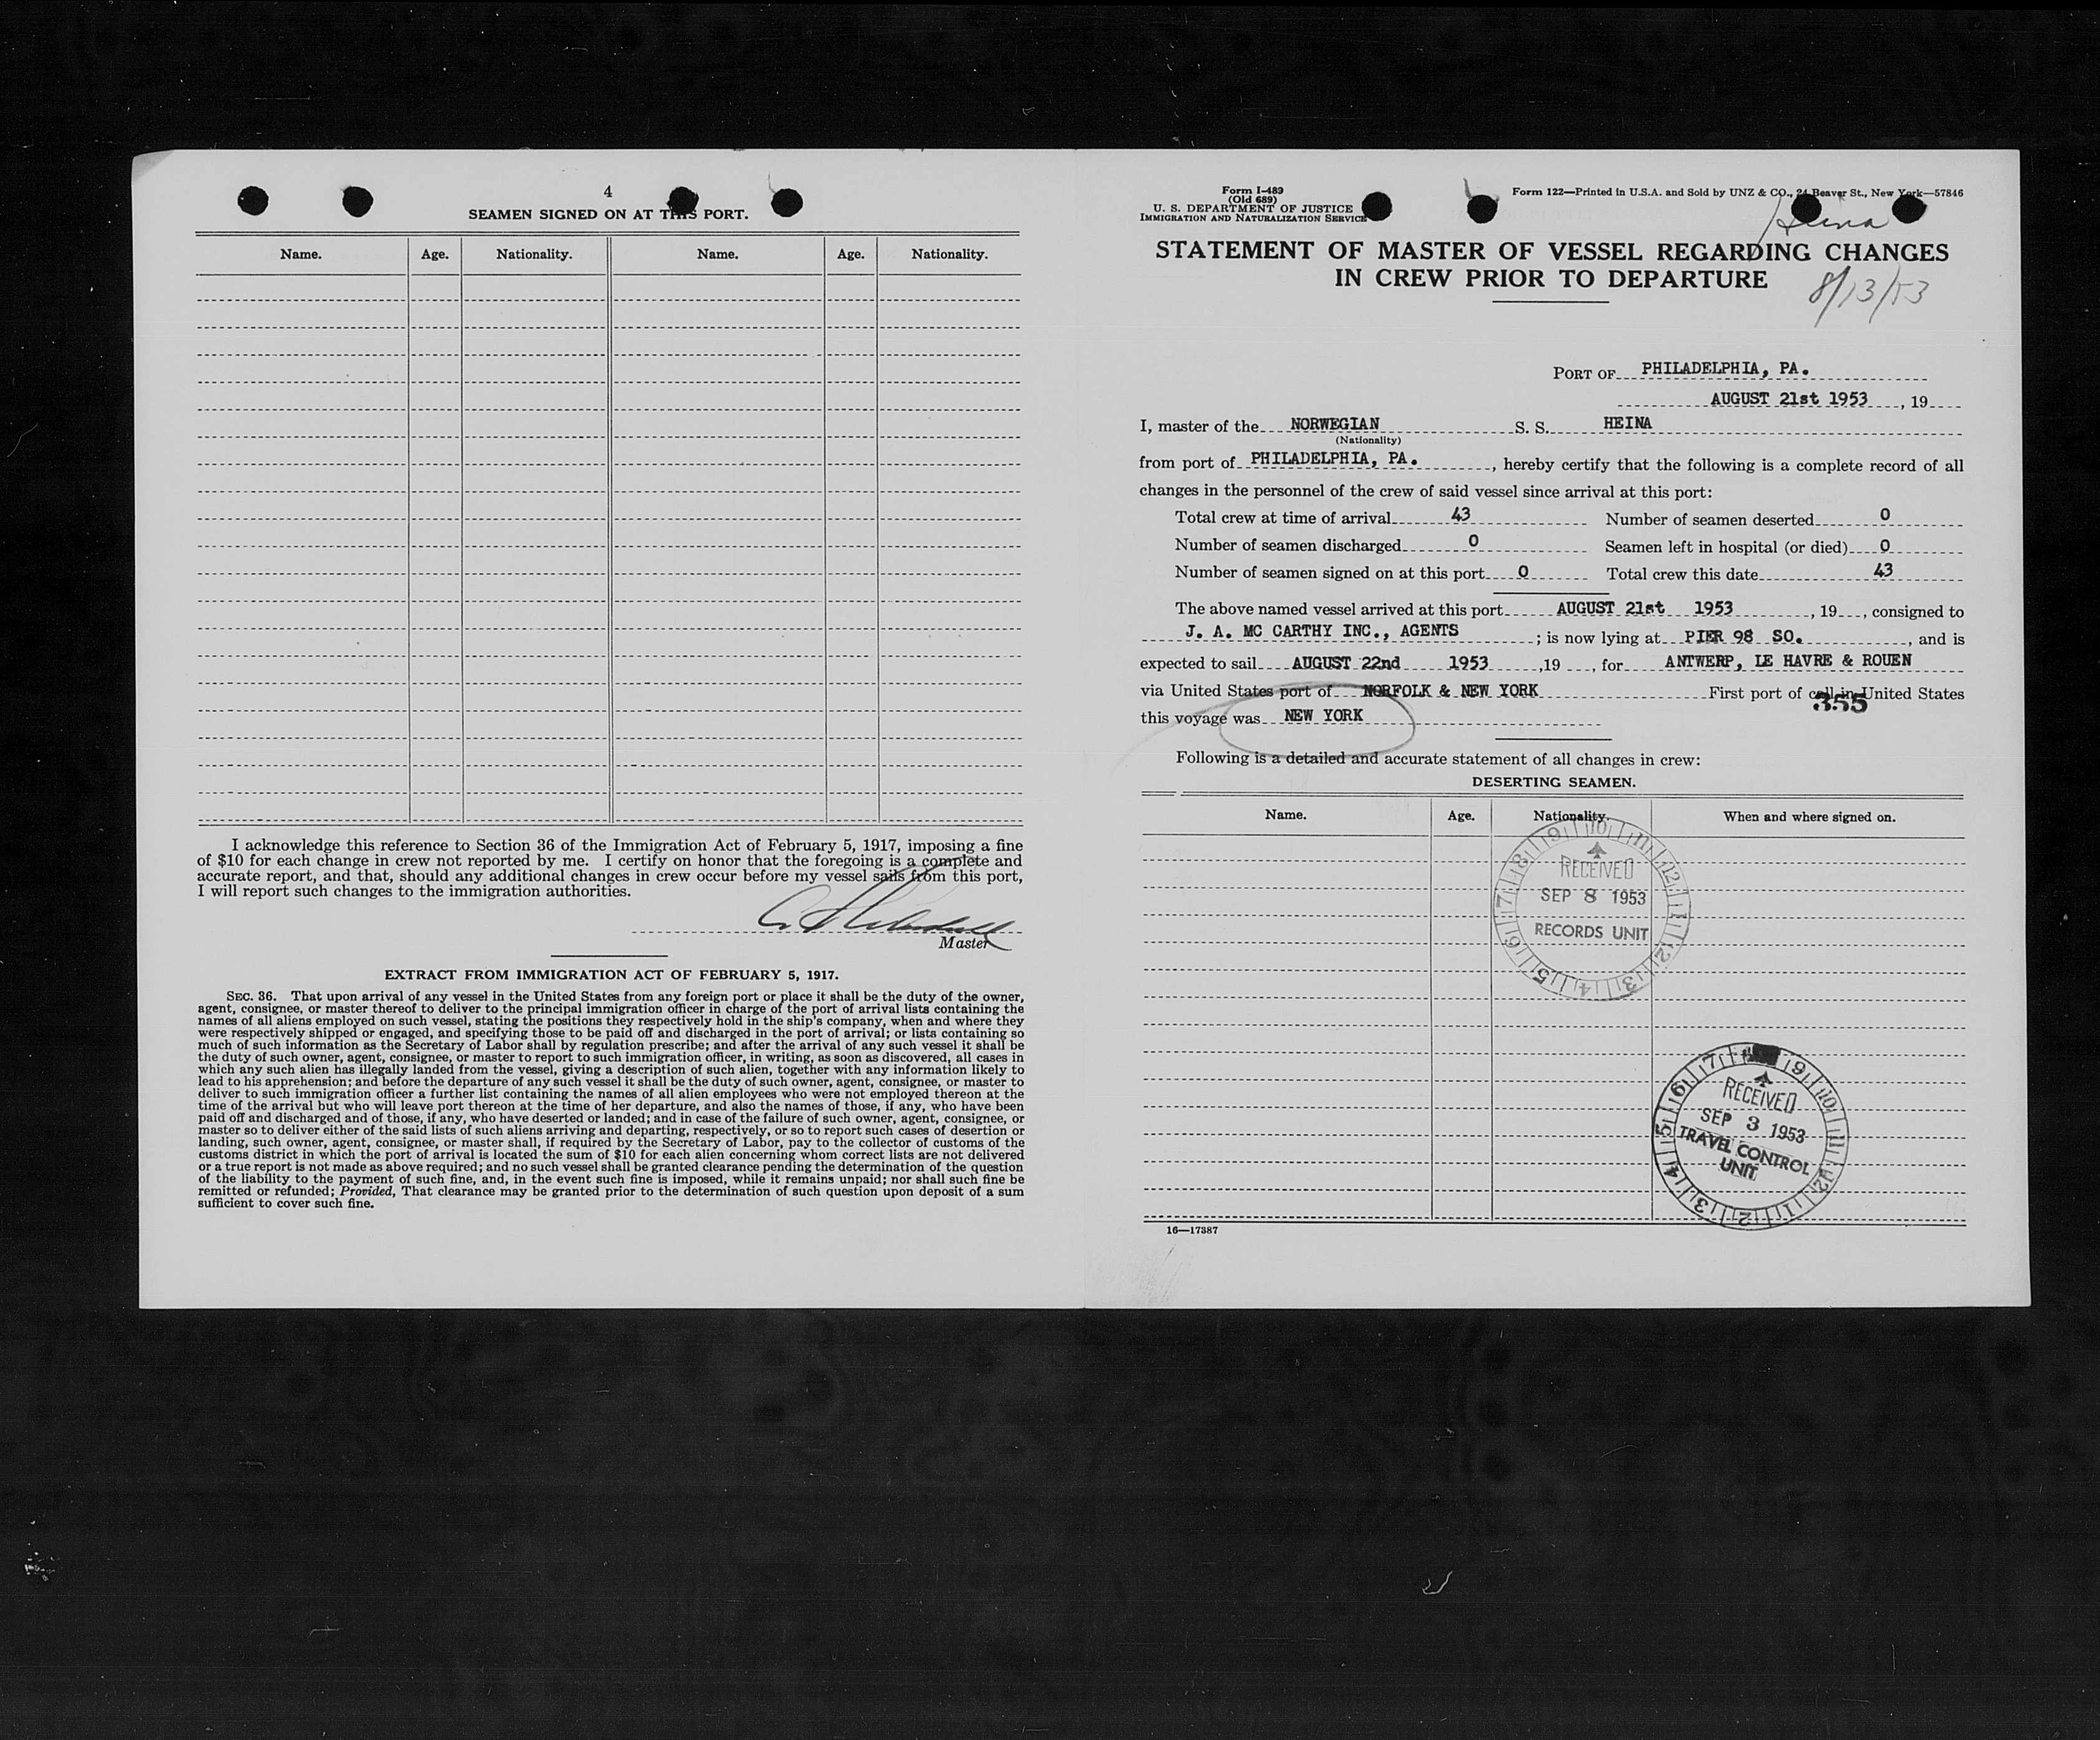 4
SEAMEN SIGNED ON AT THIS PORT.
Name. Age. Nationality. Name. Age. Nationality.
I acknowledge this reference to Section 36 of the Immigration Act of February 5, 1917, imposing a fine
of $10 for each change in crew not reported by me. I certify on honor that the foregoing is a complete and
accurate report, and that, should any additional changes in crew occur before my vessel sails from this port,
I will report such changes to the immigration authorities.
Master
EXTRACT FROM IMMIGRATION ACT OF FEBRUARY 5, 1917.
SEC. 36. That upon arrival of any vessel in the United States from any foreign port or place it shall be the duty of the owner,
agent, consignee, or master thereof to deliver to the principal immigration officer in charge of the port of arrival lists containing the
names of all aliens employed on such vessel, stating the positions they respectively hold in the ship's company, when and where they
were respectively shipped or engaged, and specifying those to be paid off and discharged in the port of arrival; or lists containing so
much of such information as the Secretary of Labor shall by regulation prescribe; and after the arrival of any such vessel it shall be
the duty of such owner, agent, consignee, or master to report to such immigration officer, in writing, as soon as discovered, all cases in
which any such alien has illegally landed from the vessel, giving a description of such alien, together with any information likely to
lead to his apprehension; and before the departure of any such vessel it shall be the duty of such owner, agent, consignee, or master to
deliver to such immigration officer a further list containing the names of all alien employees who were not employed thereon at the
time of the arrival but who will leave port thereon at the time of her departure, and also the names of those, if any, who have been
paid off and discharged and of those, if any, who have deserted or landed; and in case of the failure of such owner, agent, consignee, or
master so to deliver either of the said lists of such aliens arriving and departing, respectively, or so to report such cases of desertion or
landing, such owner, agent, consignee, or master shall, if required by the Secretary of Labor, pay to the collector of customs of the
customs district in which the port of arrival is located the sum of $10 for each alien concerning whom correct lists are not delivered
or a true report is not made as above required; and no such vessel shall be granted clearance pending the determination of the question
of the liability to the payment of such fine, and, in the event such fine is imposed, while it remains unpaid; nor shall such fine be
remitted or refunded; Provided, That clearance may be granted prior to the determination of such question upon deposit of a sum
sufficient to cover such fine.
Form I-489
(Old 689)
U. S. DEPARTMENT OF JUSTICE
IMMIGRATION AND NATURALIZATION SERVICE
Form 122—Printed in U.S.A. and Sold by UNZ & CO., 24 Beaver St., New York—57846
Heina
STATEMENT OF MASTER OF VESSEL REGARDING CHANGES
IN CREW PRIOR TO DEPARTURE
8/13/53
PORT OF PHILADELPHIA, PA.
AUGUST 21st 1953, 19
I, master of the NORWEGIAN S. S. HEINA
(Nationality)
from port of PHILADELPHIA, PA., hereby certify that the following is a complete record of all
changes in the personnel of the crew of said vessel since arrival at this port:
Total crew at time of arrival 43 Number of seamen deserted 0
Number of seamen discharged 0 Seamen left in hospital (or died) 0
Number of seamen signed on at this port 0 Total crew this date 43
The above named vessel arrived at this port AUGUST 21st 1953, 19, consigned to
J. A. MC CARTHY INC., AGENTS; is now lying at PIER 98 SO., and is
expected to sail AUGUST 22nd 1953, 19, for ANTWERP, LE HAVRE & ROUEN
via United States port of NORFOLK & NEW YORK First port of call in United States
355
this voyage was NEW YORK
Following is a detailed and accurate statement of all changes in crew:
DESERTING SEAMEN.
Name. Age. Nationality. When and where signed on.
9 10 11 12 1 2 3 4 5 6 7 8
RECEIVED
SEP 8 1953
RECORDS UNIT
7 9 10 11 12 1 2 3 4 5 6
RECEIVED
SEP 3 1953
TRAVEL CONTROL
UNIT
16—17387